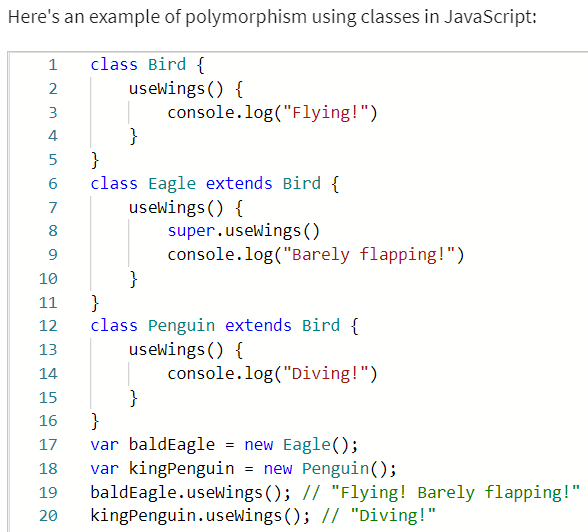 Here's an example of polymorphism using classes in JavaScript:
1 class Bird {
2     useWings() {
3         console.log("Flying!")
4     }
5 }
6 class Eagle extends Bird {
7     useWings() {
8         super.useWings()
9         console.log("Barely flapping!")
10     }
11 }
12 class Penguin extends Bird {
13     useWings() {
14         console.log("Diving!")
15     }
16 }
17 var baldEagle = new Eagle();
18 var kingPenguin = new Penguin();
19 baldEagle.useWings(); // "Flying! Barely flapping!"
20 kingPenguin.useWings(); // "Diving!"